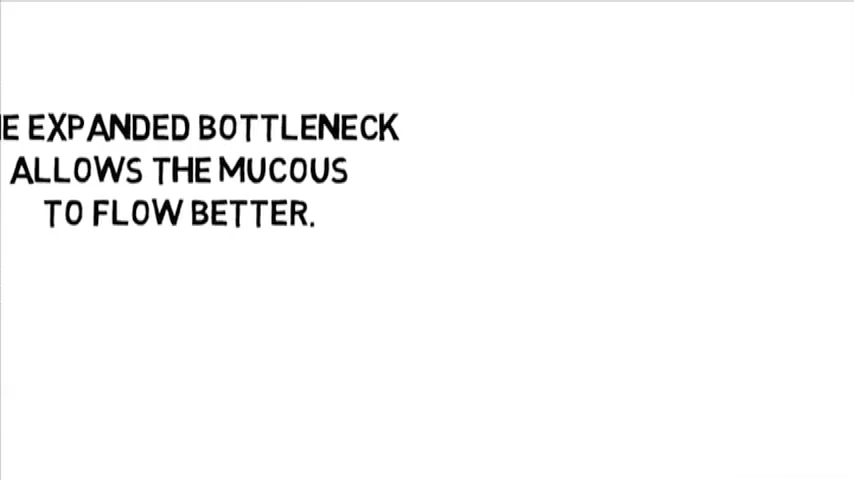 E EXPANDED BOTTLENECK
ALLOWS THE MUCOUS
TO FLOW BETTER.